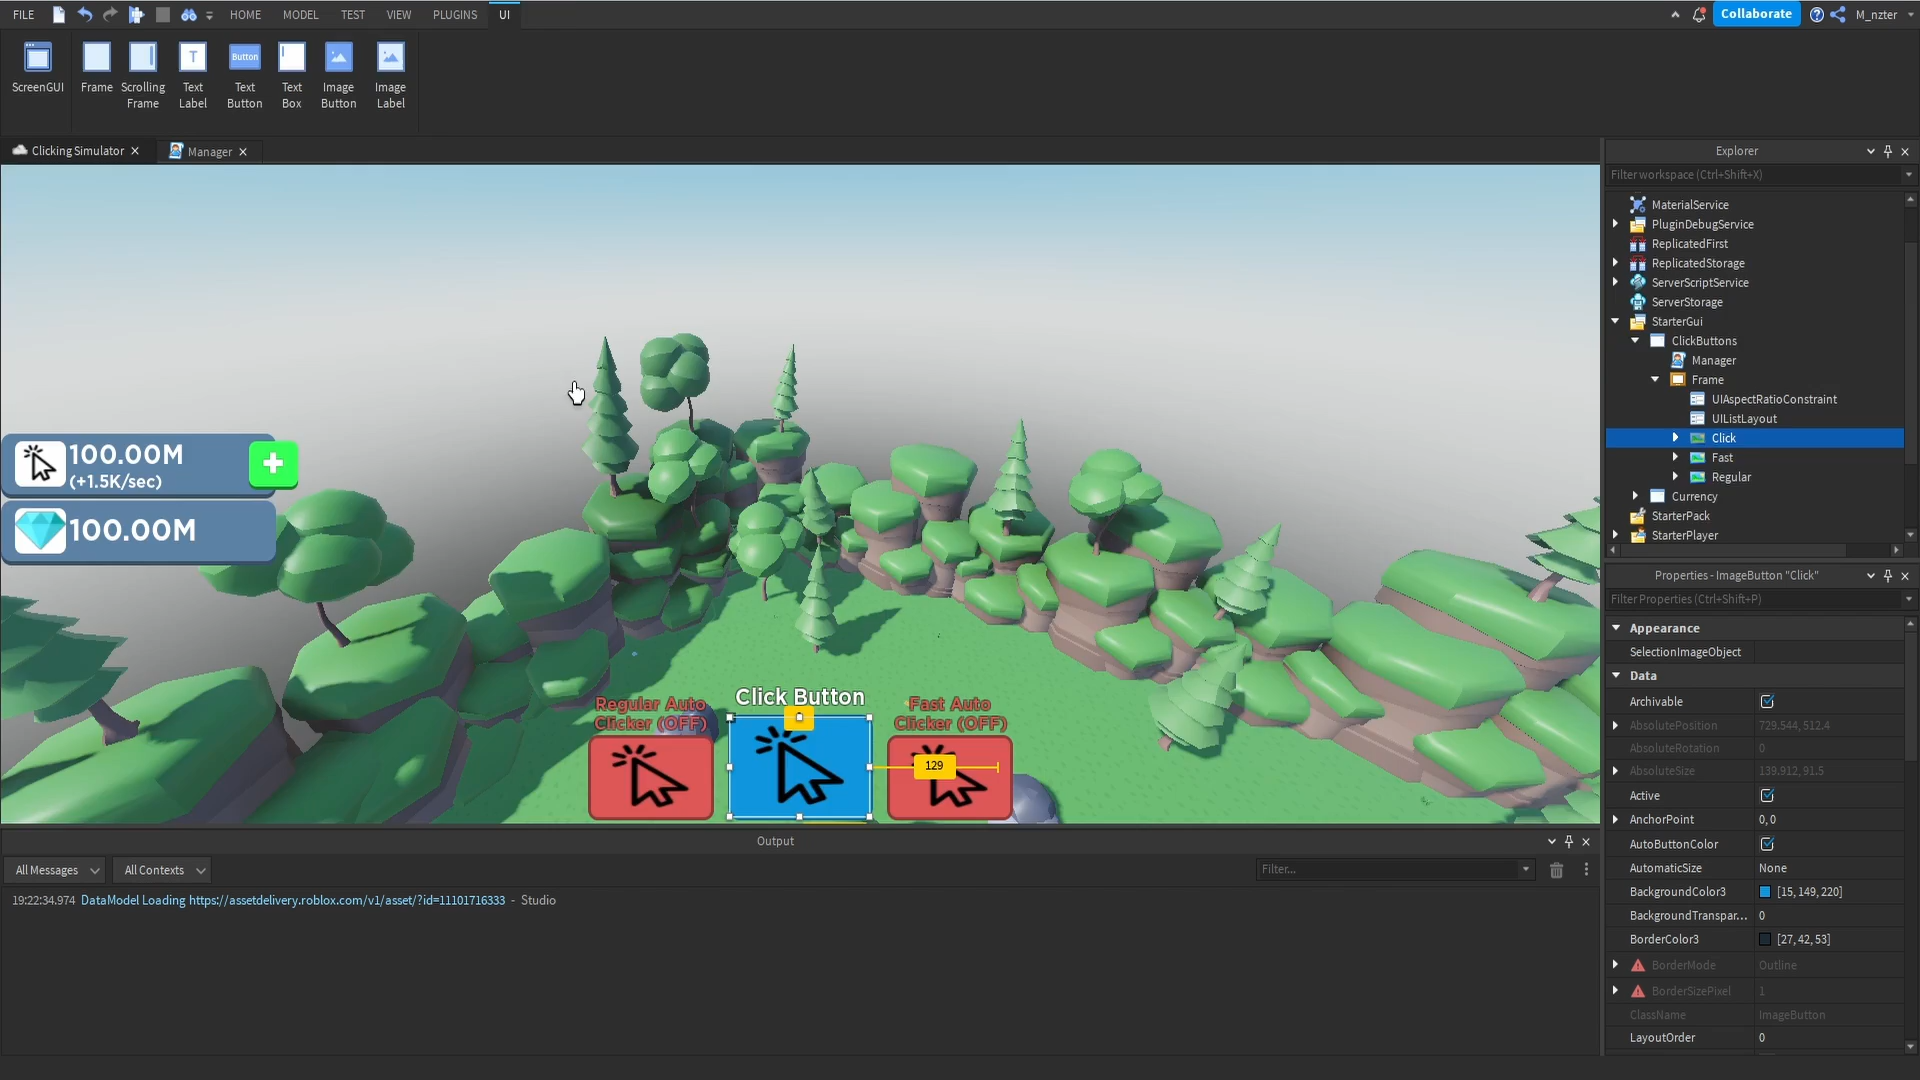 FILE HOME MODEL TEST VIEW PLUGINS UI Collaborate M_nzter
ScreenGUI Frame Scrolling Frame Text Label Button Text Button Text Box Image Button Image Label
Clicking Simulator Manager
100.00M
(+1.5K/sec)
100.00M
Regular Auto
Clicker (OFF)
Click Button
Fast Auto
Clicker (OFF)
129
Output
All Messages All Contexts Filter...
19:22:34.974 DataModel Loading https://assetdelivery.roblox.com/v1/asset/?id=11101716333 - Studio
Explorer
Filter workspace (Ctrl+Shift+X)
MaterialService
PluginDebugService
ReplicatedFirst
ReplicatedStorage
ServerScriptService
ServerStorage
StarterGui
ClickButtons
Manager
Frame
UIAspectRatioConstraint
UIListLayout
Click
Fast
Regular
Currency
StarterPack
StarterPlayer
Properties - ImageButton "Click"
Filter Properties (Ctrl+Shift+P)
Appearance
SelectionImageObject
Data
Archivable
AbsolutePosition 729.544, 512.4
AbsoluteRotation 0
AbsoluteSize 139.912, 91.5
Active
AnchorPoint 0, 0
AutoButtonColor
AutomaticSize None
BackgroundColor3 [15, 149, 220]
BackgroundTranspar... 0
BorderColor3 [27, 42, 53]
BorderMode Outline
BorderSizePixel 1
ClassName ImageButton
LayoutOrder 0